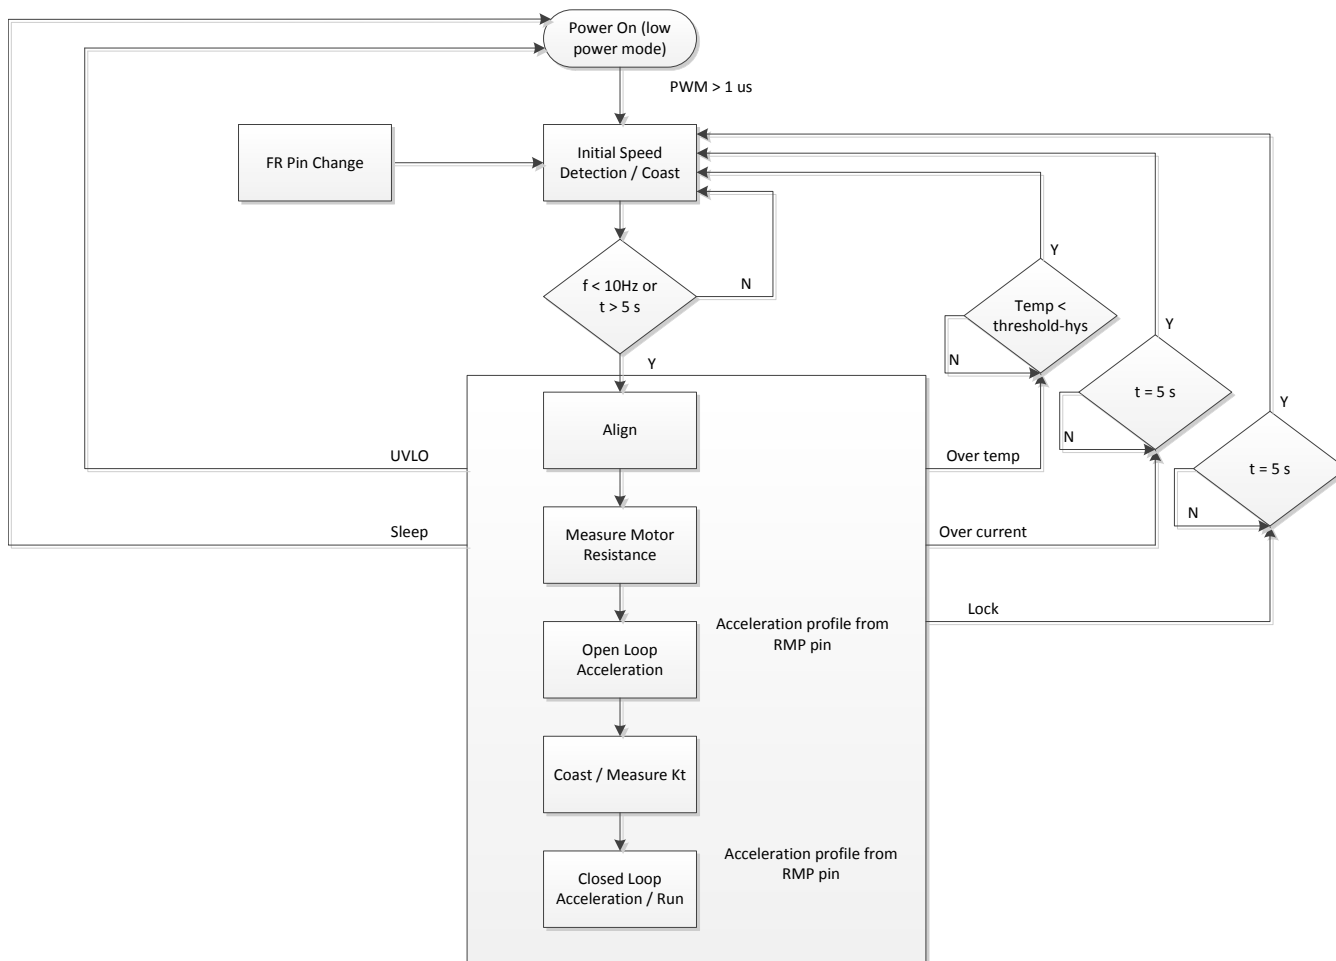 Power On (low
power mode)
PWM > 1 us
FR Pin Change
Initial Speed
Detection / Coast
f < 10Hz or
t > 5 s
N
Y
Y
Temp <
threshold-hys
N
Y
t = 5 s
N
Y
t = 5 s
N
Align
UVLO
Over temp
Measure Motor
Resistance
Sleep
Over current
Lock
Open Loop
Acceleration
Acceleration profile from
RMP pin
Coast / Measure Kt
Closed Loop
Acceleration / Run
Acceleration profile from
RMP pin